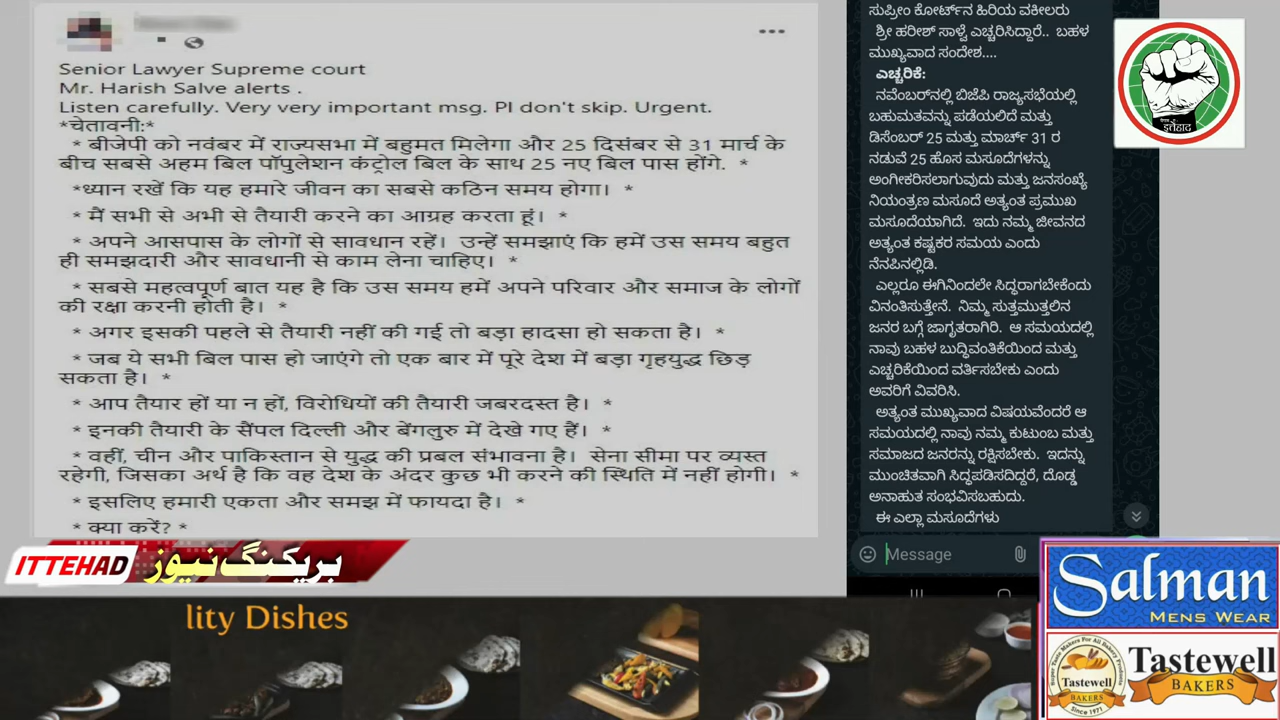 Senior Lawyer Supreme court
Mr. Harish Salve alerts .
Listen carefully. Very very important msg. Pl don't skip. Urgent.
*चेतावनी:*
* बीजेपी को नवंबर में राज्यसभा में बहुमत मिलेगा और 25 दिसंबर से 31 मार्च के
बीच सबसे अहम बिल पॉपुलेशन कंट्रोल बिल के साथ 25 नए बिल पास होंगे. *
*ध्यान रखें कि यह हमारे जीवन का सबसे कठिन समय होगा। *
* मैं सभी से अभी से तैयारी करने का आग्रह करता हूं। *
* अपने आसपास के लोगों से सावधान रहें। उन्हें समझाएं कि हमें उस समय बहुत
ही समझदारी और सावधानी से काम लेना चाहिए। *
* सबसे महत्वपूर्ण बात यह है कि उस समय हमें अपने परिवार और समाज के लोगों
की रक्षा करनी होती है। *
* अगर इसकी पहले से तैयारी नहीं की गई तो बड़ा हादसा हो सकता है। *
* जब ये सभी बिल पास हो जाएंगे तो एक बार में पूरे देश में बड़ा गृहयुद्ध छिड़
सकता है। *
* आप तैयार हों या न हों, विरोधियों की तैयारी जबरदस्त है। *
* इनकी तैयारी के सैंपल दिल्ली और बेंगलुरु में देखे गए हैं। *
* वहीं, चीन और पाकिस्तान से युद्ध की प्रबल संभावना है। सेना सीमा पर व्यस्त
रहेगी, जिसका अर्थ है कि वह देश के अंदर कुछ भी करने की स्थिति में नहीं होगी। *
* इसलिए हमारी एकता और समझ में फायदा है। *
* क्या करें? *
ಸುಪ್ರೀಂ ಕೋರ್ಟ್‌ನ ಹಿರಿಯ ವಕೀಲರು
ಶ್ರೀ ಹರೀಶ್ ಸಾಳ್ವೆ ಎಚ್ಚರಿಸಿದ್ದಾರೆ.. ಬಹಳ
ಮುಖ್ಯವಾದ ಸಂದೇಶ....
ಎಚ್ಚರಿಕೆ:
ನವೆಂಬರ್‌ನಲ್ಲಿ ಬಿಜೆಪಿ ರಾಜ್ಯಸಭೆಯಲ್ಲಿ
ಬಹುಮತವನ್ನು ಪಡೆಯಲಿದೆ ಮತ್ತು
ಡಿಸೆಂಬರ್ 25 ಮತ್ತು ಮಾರ್ಚ್ 31 ರ
ನಡುವೆ 25 ಹೊಸ ಮಸೂದೆಗಳನ್ನು
ಅಂಗೀಕರಿಸಲಾಗುವುದು ಮತ್ತು ಜನಸಂಖ್ಯೆ
ನಿಯಂತ್ರಣ ಮಸೂದೆ ಅತ್ಯಂತ ಪ್ರಮುಖ
ಮಸೂದೆಯಾಗಿದೆ. ಇದು ನಮ್ಮ ಜೀವನದ
ಅತ್ಯಂತ ಕಷ್ಟಕರ ಸಮಯ ಎಂದು
ನೆನಪಿನಲ್ಲಿಡಿ.
ಎಲ್ಲರೂ ಈಗಿನಿಂದಲೇ ಸಿದ್ಧರಾಗಬೇಕೆಂದು
ವಿನಂತಿಸುತ್ತೇನೆ. ನಿಮ್ಮ ಸುತ್ತಮುತ್ತಲಿನ
ಜನರ ಬಗ್ಗೆ ಜಾಗೃತರಾಗಿರಿ. ಆ ಸಮಯದಲ್ಲಿ
ನಾವು ಬಹಳ ಬುದ್ಧಿವಂತಿಕೆಯಿಂದ ಮತ್ತು
ಎಚ್ಚರಿಕೆಯಿಂದ ವರ್ತಿಸಬೇಕು ಎಂದು
ಅವರಿಗೆ ವಿವರಿಸಿ.
ಅತ್ಯಂತ ಮುಖ್ಯವಾದ ವಿಷಯವೆಂದರೆ ಆ
ಸಮಯದಲ್ಲಿ ನಾವು ನಮ್ಮ ಕುಟುಂಬ ಮತ್ತು
ಸಮಾಜದ ಜನರನ್ನು ರಕ್ಷಿಸಬೇಕು. ಇದನ್ನು
ಮುಂಚಿತವಾಗಿ ಸಿದ್ಧಪಡಿಸದಿದ್ದರೆ, ದೊಡ್ಡ
ಅನಾಹುತ ಸಂಭವಿಸಬಹುದು.
ಈ ಎಲ್ಲಾ ಮಸೂದೆಗಳು
Message
इत्तेहाद
ITTEHAD بریکنگ نیوز
lity Dishes
Salman
MENS WEAR
Tastewell
BAKERS
Since 1971
Tastewell
BAKERS